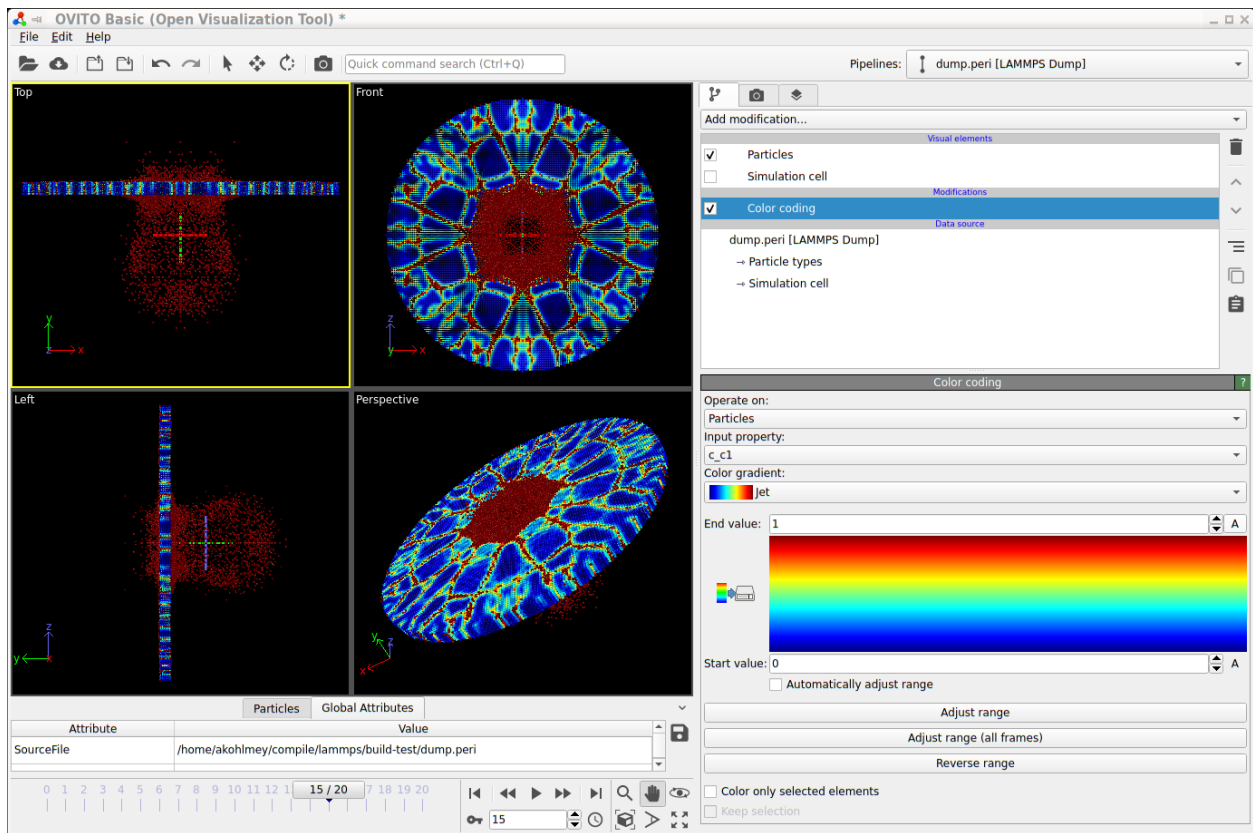 OVITO Basic (Open Visualization Tool) *
File Edit Help
Quick command search (Ctrl+Q)
Pipelines: dump.peri [LAMMPS Dump]
Top
y
z x
Front
z
y x
Left
z
y x
Perspective
y z
x
Add modification...
Visual elements
Particles
Simulation cell
Modifications
Color coding
Data source
dump.peri [LAMMPS Dump]
→ Particle types
→ Simulation cell
Color coding ?
Operate on:
Particles
Input property:
c_c1
Color gradient:
Jet
End value: 1 A
Start value: 0 A
Automatically adjust range
Adjust range
Adjust range (all frames)
Reverse range
Color only selected elements
Keep selection
Particles Global Attributes
Attribute Value
SourceFile /home/akohlmey/compile/lammps/build-test/dump.peri
0 1 2 3 4 5 6 7 8 9 10 11 12 1 15 / 20 7 18 19 20
15